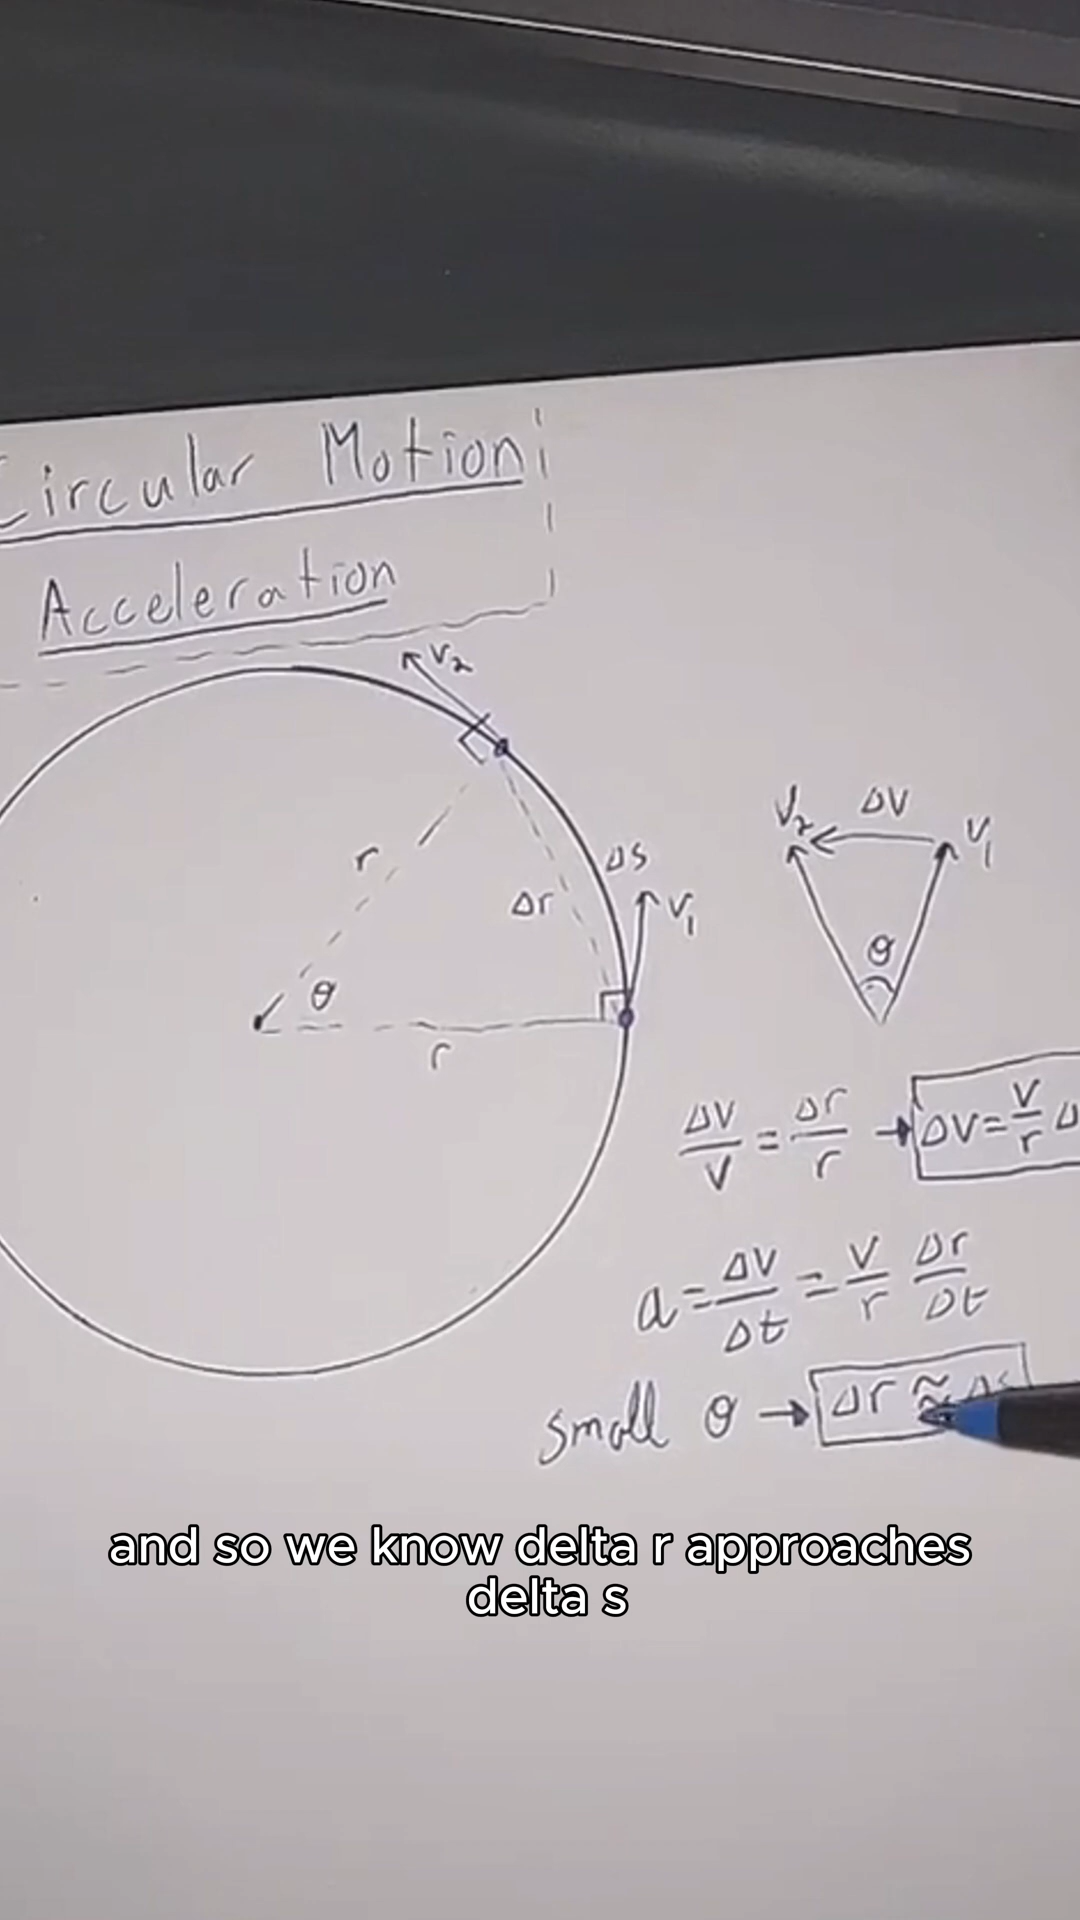 Circular Motion:
Acceleration
v₂
r
Δs
Δr
v₁
θ
r
v₂ Δv v₁
θ
Δv/v = Δr/r → Δv = v/r Δ
a = Δv/Δt = v/r Δr/Δt
small θ → Δr ≅ Δs
and so we know delta r approaches
delta s